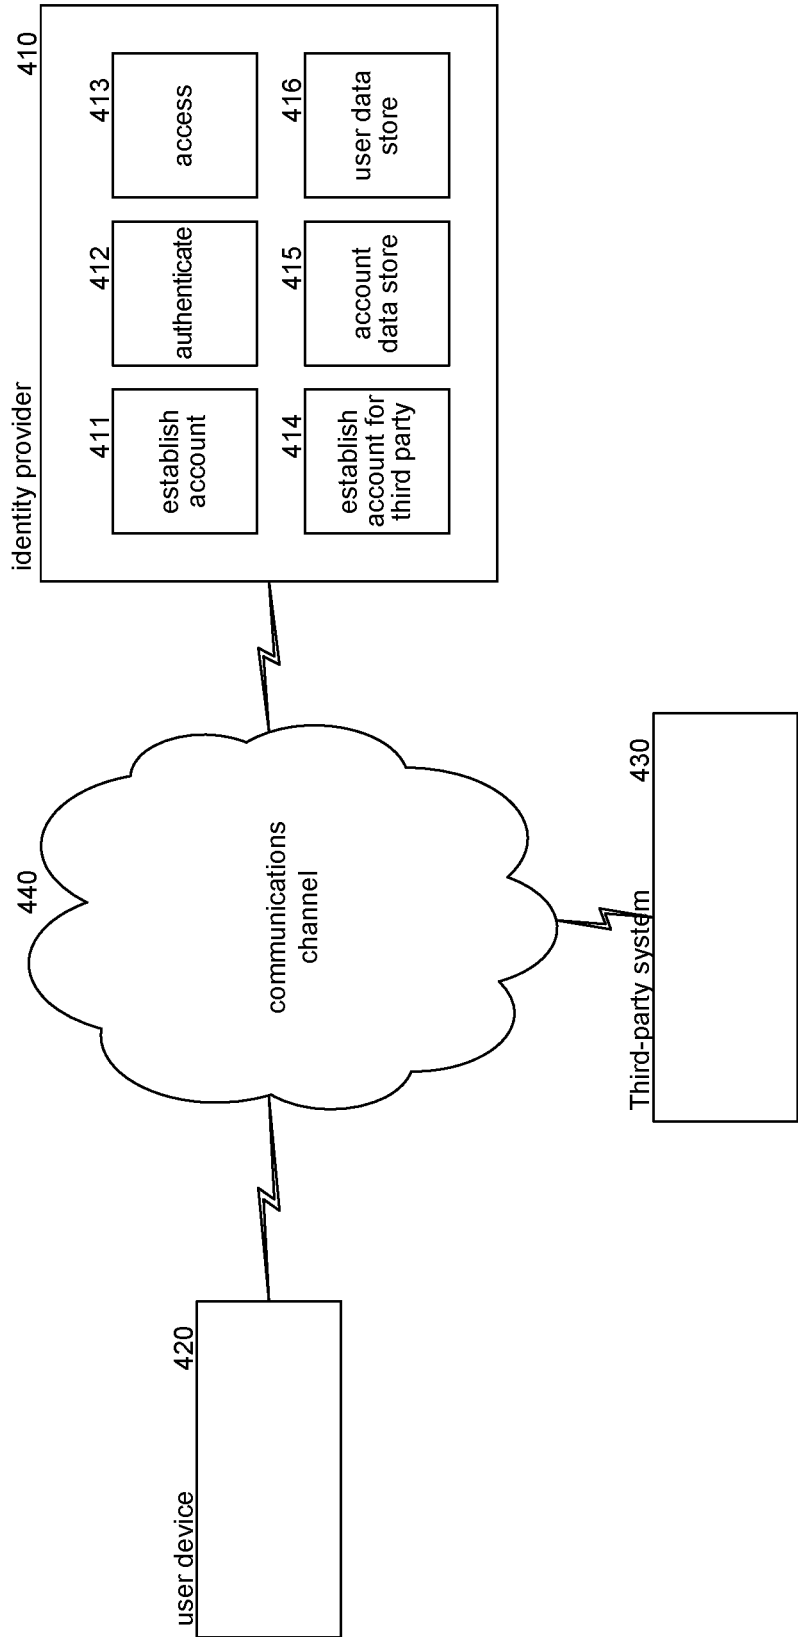 identity provider
410
establish
account
411
authenticate
412
access
413
establish
account for
third party
414
account
data store
415
user data
store
416
440
communications
channel
user device
420
Third-party system
430